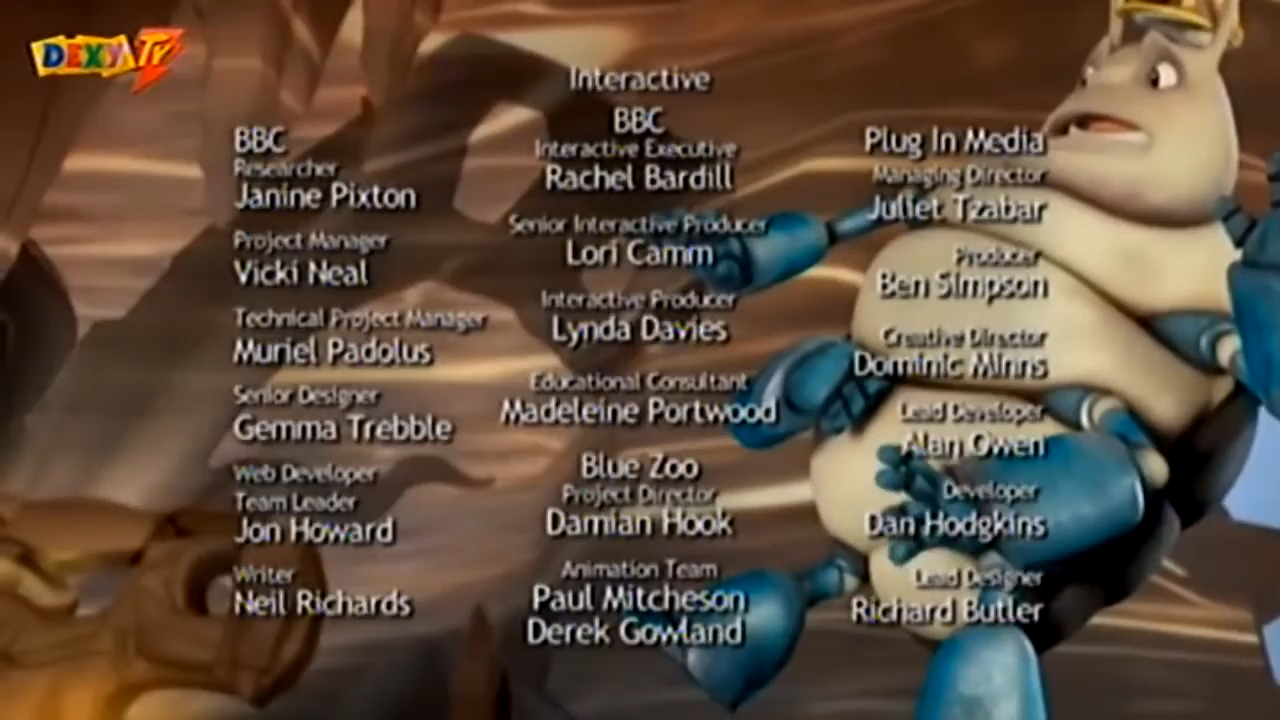 DEXY TV
Interactive
BBC
Researcher
Janine Pixton
Project Manager
Vicki Neal
Technical Project Manager
Muriel Padolus
Senior Designer
Gemma Trebble
Web Developer
Team Leader
Jon Howard
Writer
Neil Richards
BBC
Interactive Executive
Rachel Bardill
Senior Interactive Producer
Lori Camm
Interactive Producer
Lynda Davies
Educational Consultant
Madeleine Portwood
Blue Zoo
Project Director
Damian Hook
Animation Team
Paul Mitcheson
Derek Gowland
Plug In Media
Managing Director
Juliet Tzabar
Producer
Ben Simpson
Creative Director
Dominic Minns
Lead Developer
Alan Owen
Developer
Dan Hodgkins
Lead Designer
Richard Butler